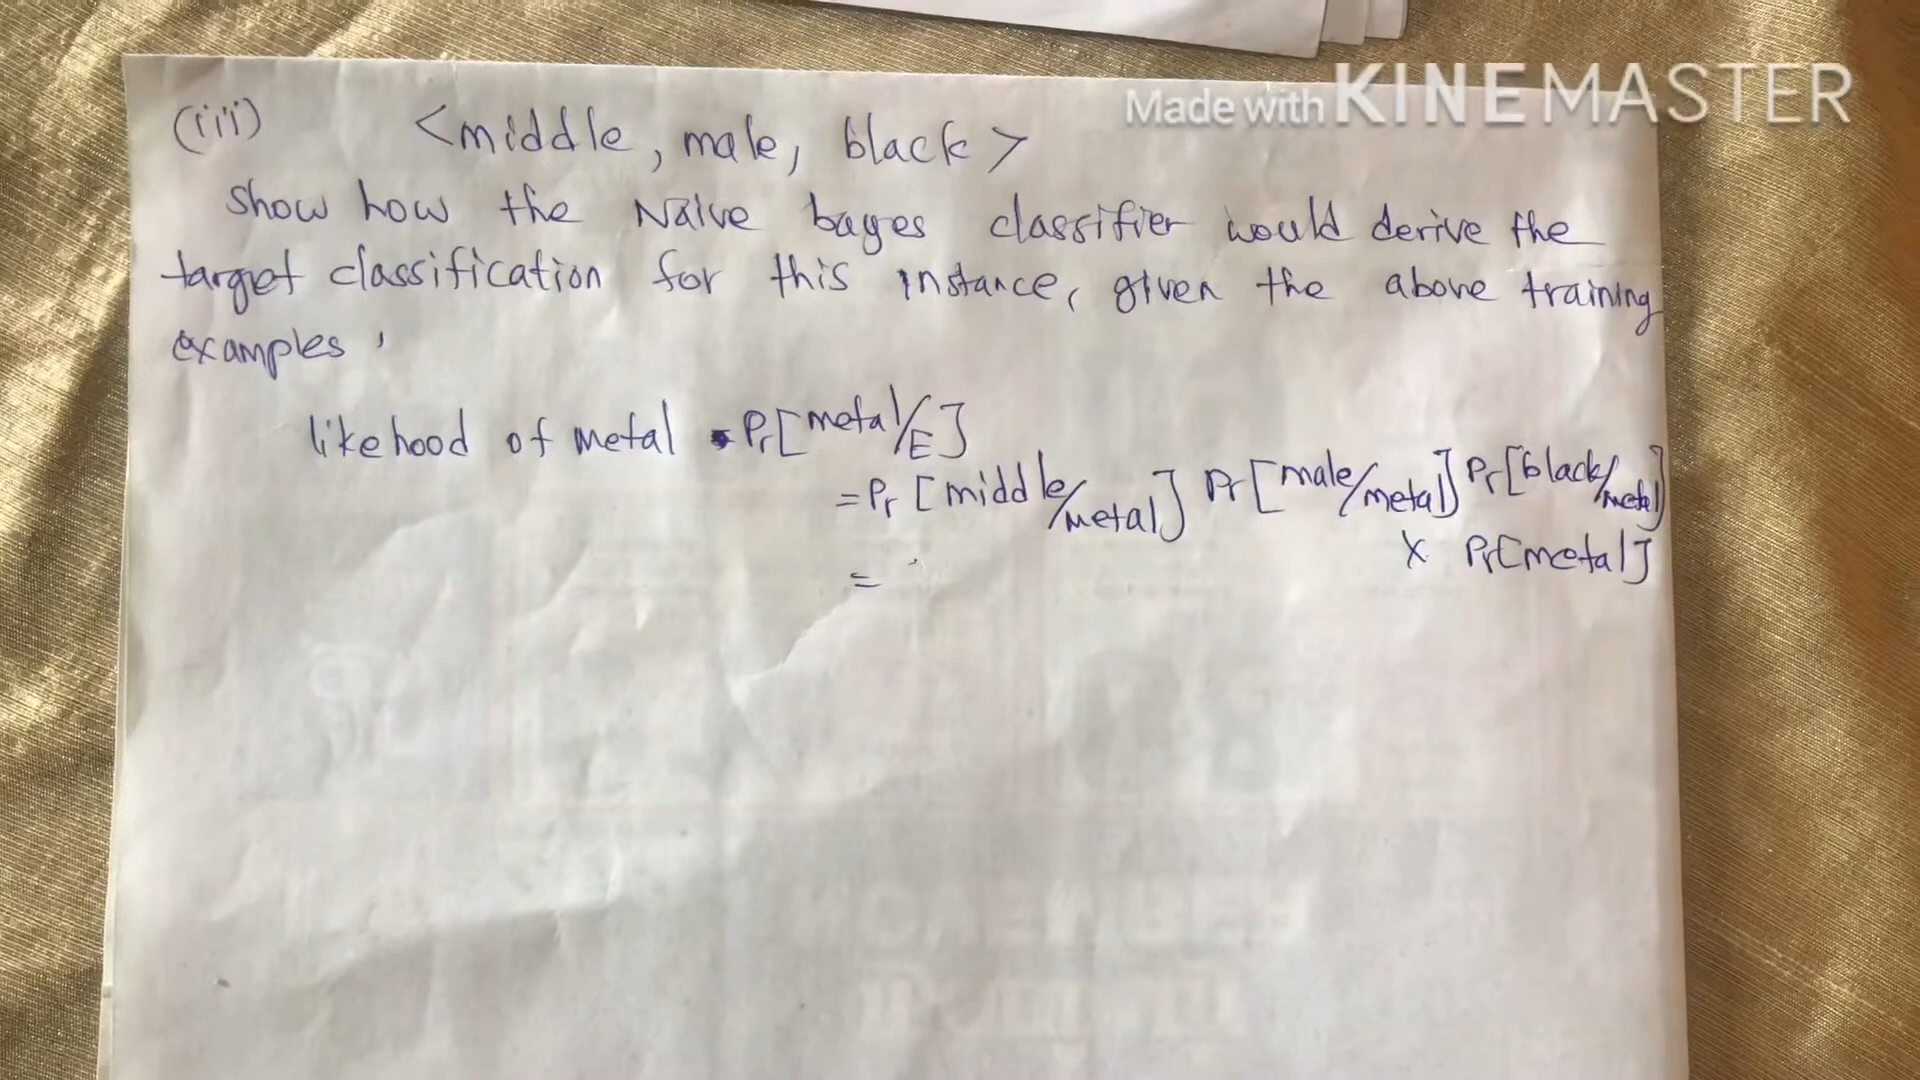 Made with KINEMASTER
(iii) <middle, male, black>
Show how the Naive bayes classifier would derive the
target classification for this instance, given the above training
examples.
likehood of metal = Pr[metal/E]
= Pr [middle/metal] Pr[male/metal] Pr[black/metal]
x Pr[metal]
=